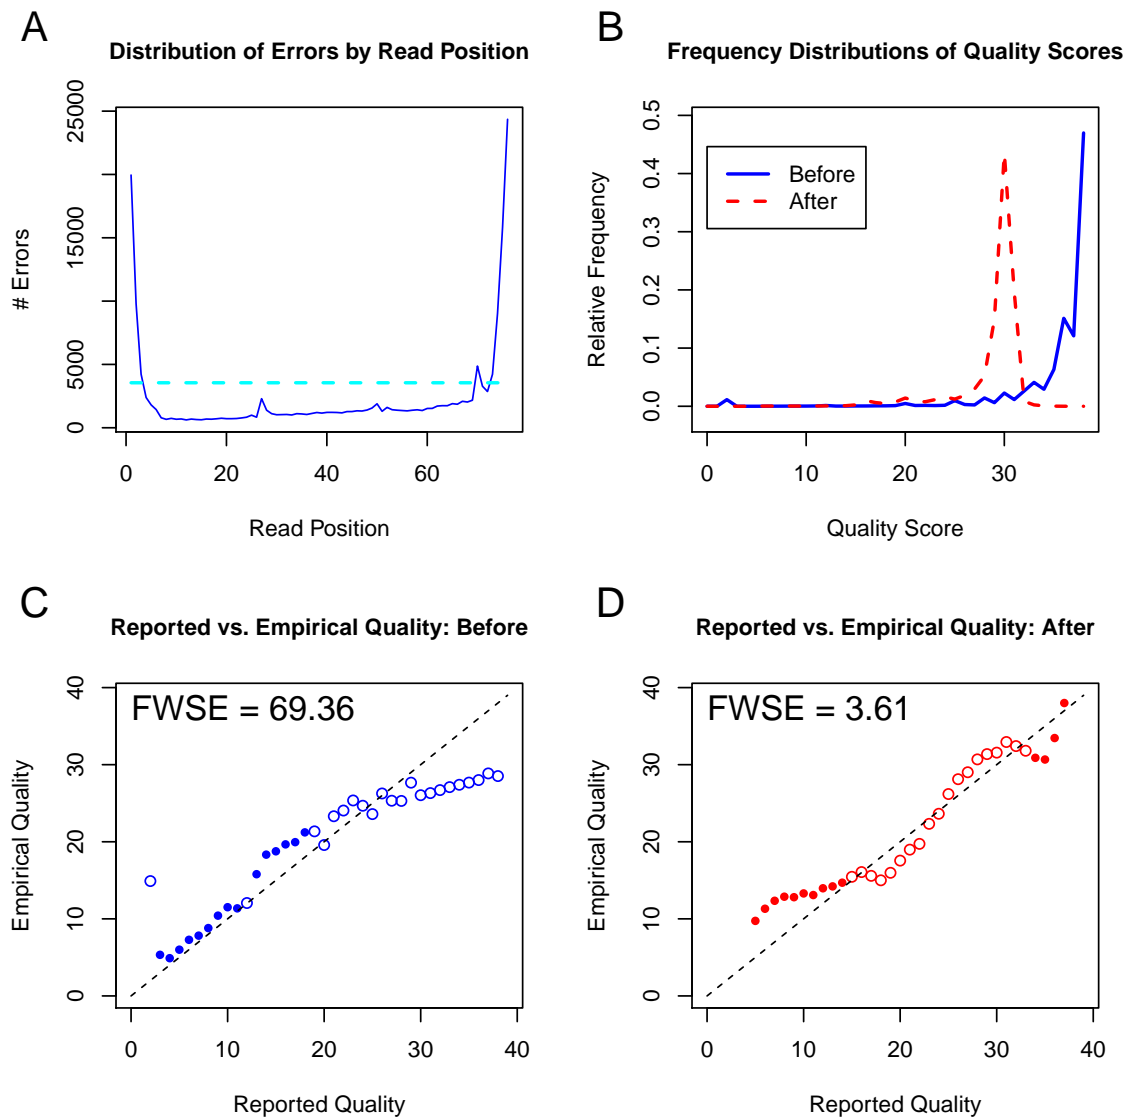 A
Distribution of Errors by Read Position
# Errors
25000
15000
5000
0
0 20 40 60
Read Position
B
Frequency Distributions of Quality Scores
Relative Frequency
0.5
0.4
0.3
0.2
0.1
0.0
Before
After
0 10 20 30
Quality Score
C
Reported vs. Empirical Quality: Before
FWSE = 69.36
Empirical Quality
40
30
20
10
0
0 10 20 30 40
Reported Quality
D
Reported vs. Empirical Quality: After
FWSE = 3.61
Empirical Quality
40
30
20
10
0
0 10 20 30 40
Reported Quality